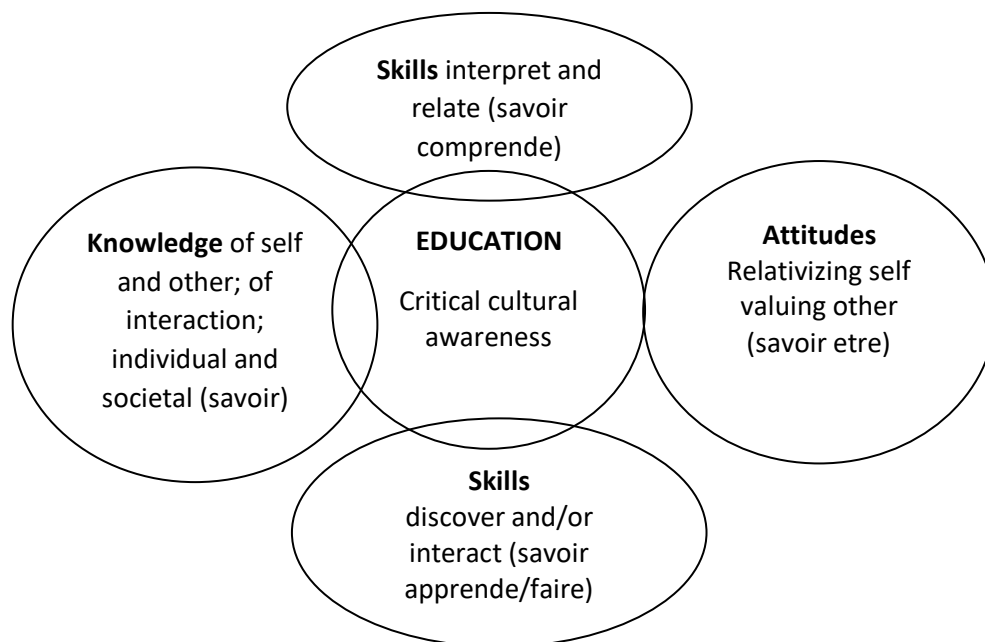 Skills interpret and
relate (savoir
comprende)
Knowledge of self
and other; of
interaction;
individual and
societal (savoir)
EDUCATION
Critical cultural
awareness
Attitudes
Relativizing self
valuing other
(savoir etre)
Skills
discover and/or
interact (savoir
apprende/faire)